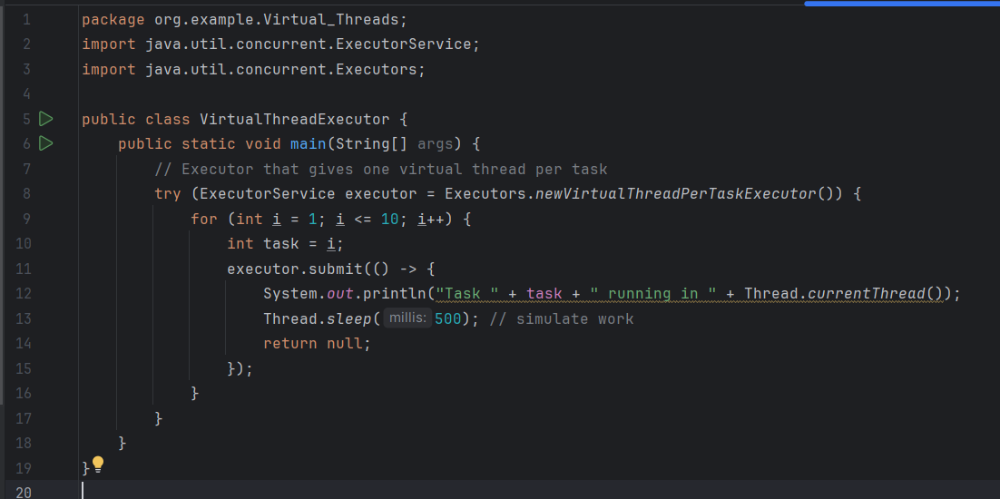 1 package org.example.Virtual_Threads;
2 import java.util.concurrent.ExecutorService;
3 import java.util.concurrent.Executors;
4
5 public class VirtualThreadExecutor {
6     public static void main(String[] args) {
7         // Executor that gives one virtual thread per task
8         try (ExecutorService executor = Executors.newVirtualThreadPerTaskExecutor()) {
9             for (int i = 1; i <= 10; i++) {
10                 int task = i;
11                 executor.submit(() -> {
12                     System.out.println("Task " + task + " running in " + Thread.currentThread());
13                     Thread.sleep( millis: 500); // simulate work
14                     return null;
15                 });
16             }
17         }
18     }
19 }
20